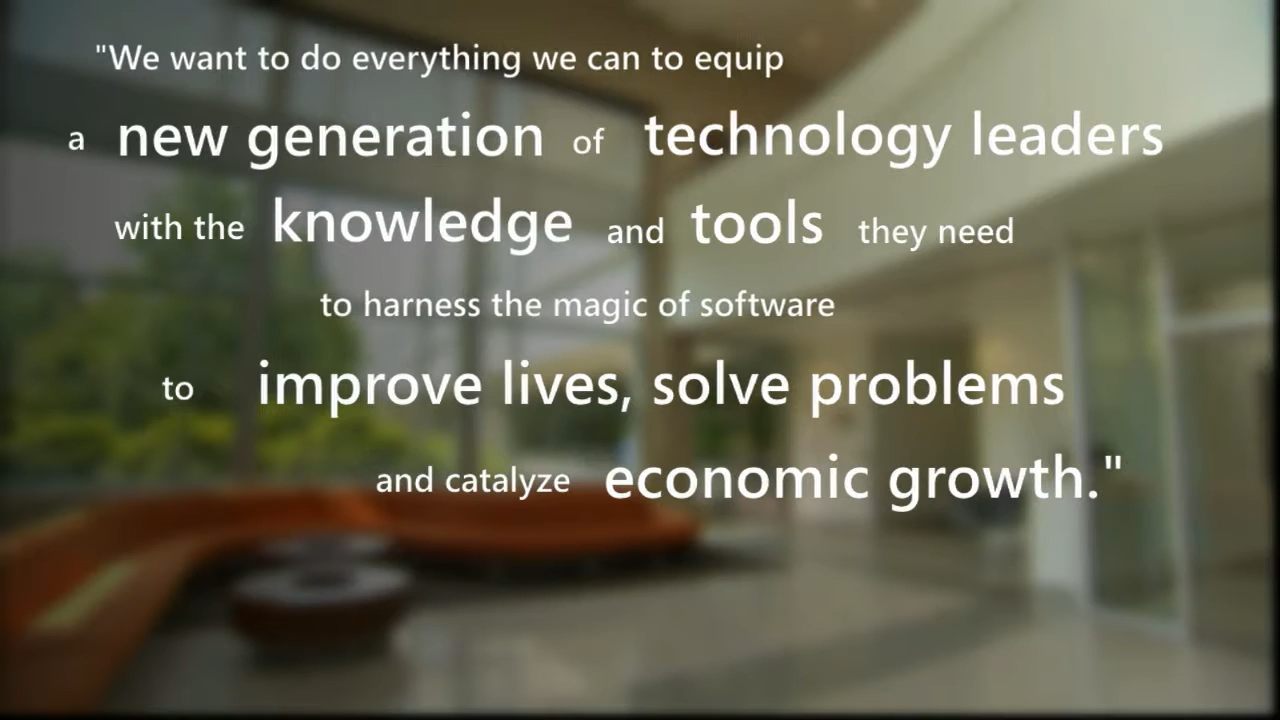 "We want to do everything we can to equip
a new generation of technology leaders
with the knowledge and tools they need
to harness the magic of software
to improve lives, solve problems
and catalyze economic growth."